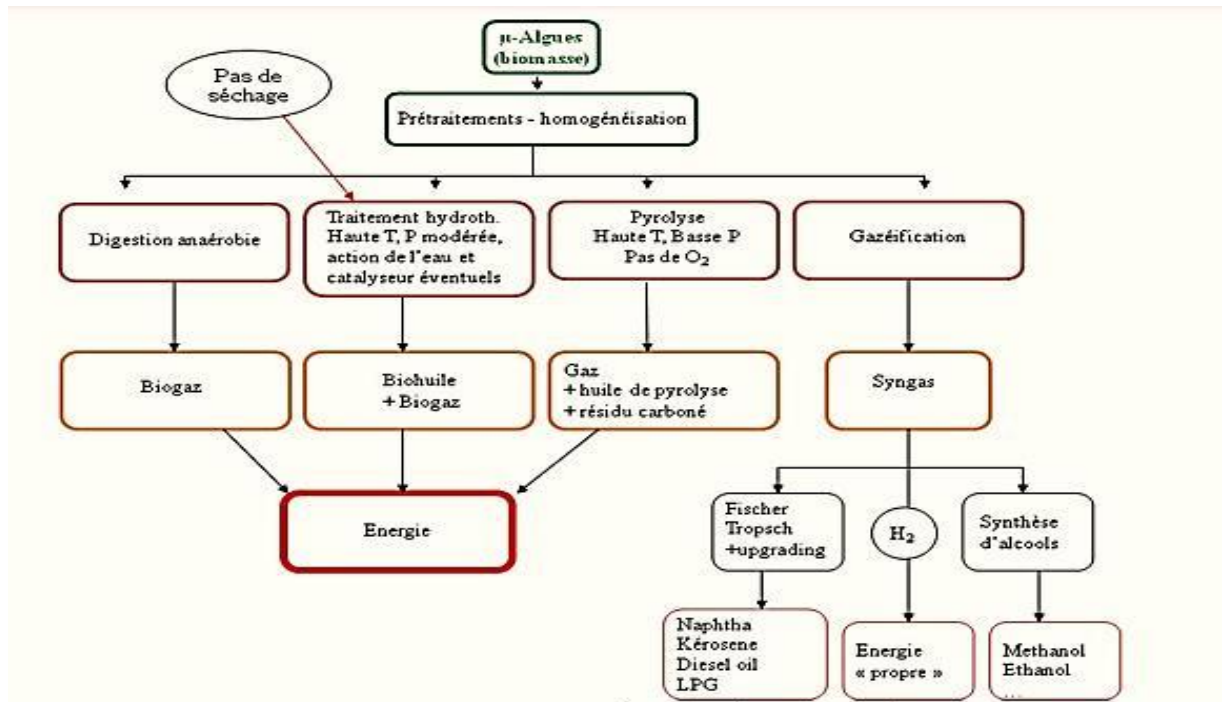 µ-Algues
(biomasse)
Pas de
séchage
Prétraitements - homogénéisation
Digestion anaérobie
Traitement hydroth.
Haute T, P modérée,
action de l'eau et
catalyseur éventuels
Pyrolyse
Haute T, Basse P
Pas de O₂
Gazéification
Biogaz
Biohuile
+ Biogaz
Gaz
+ huile de pyrolyse
+ résidu carboné
Syngas
Energie
Fischer
Tropsch
+upgrading
H₂
Synthèse
d'alcools
Naphtha
Kérosene
Diesel oil
LPG
Energie
« propre »
Methanol
Ethanol
...